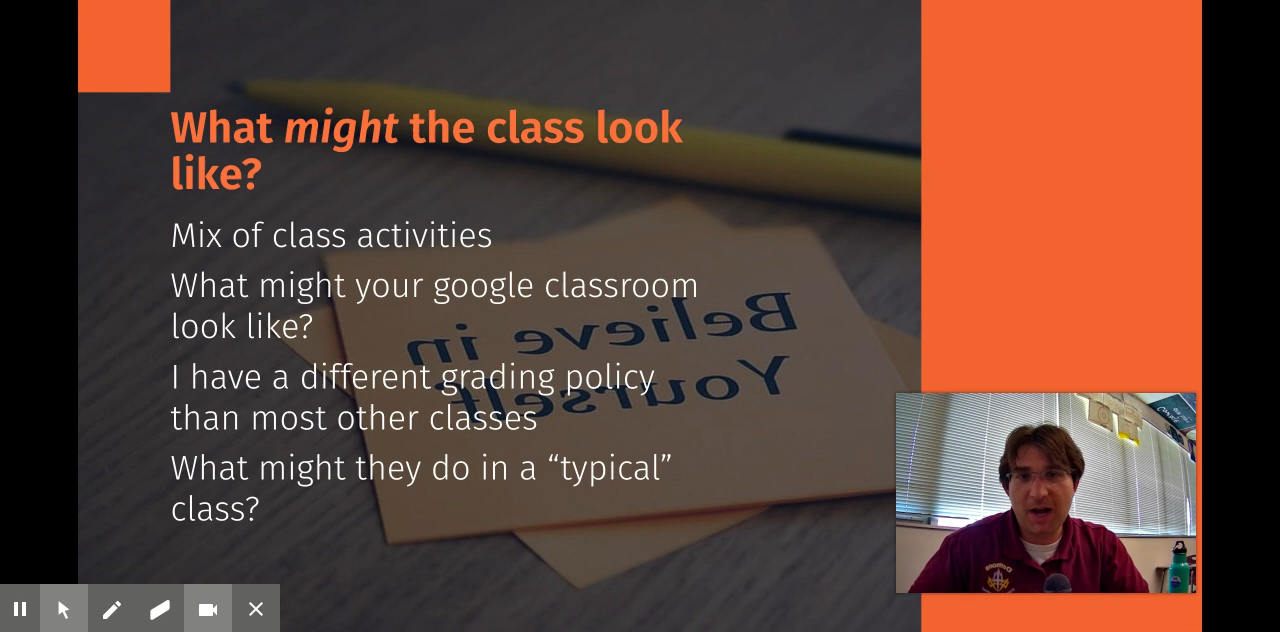 What might the class look
like?
Mix of class activities
What might your google classroom
look like?
I have a different grading policy
than most other classes
What might they do in a “typical”
class?
Believe in
Yourself